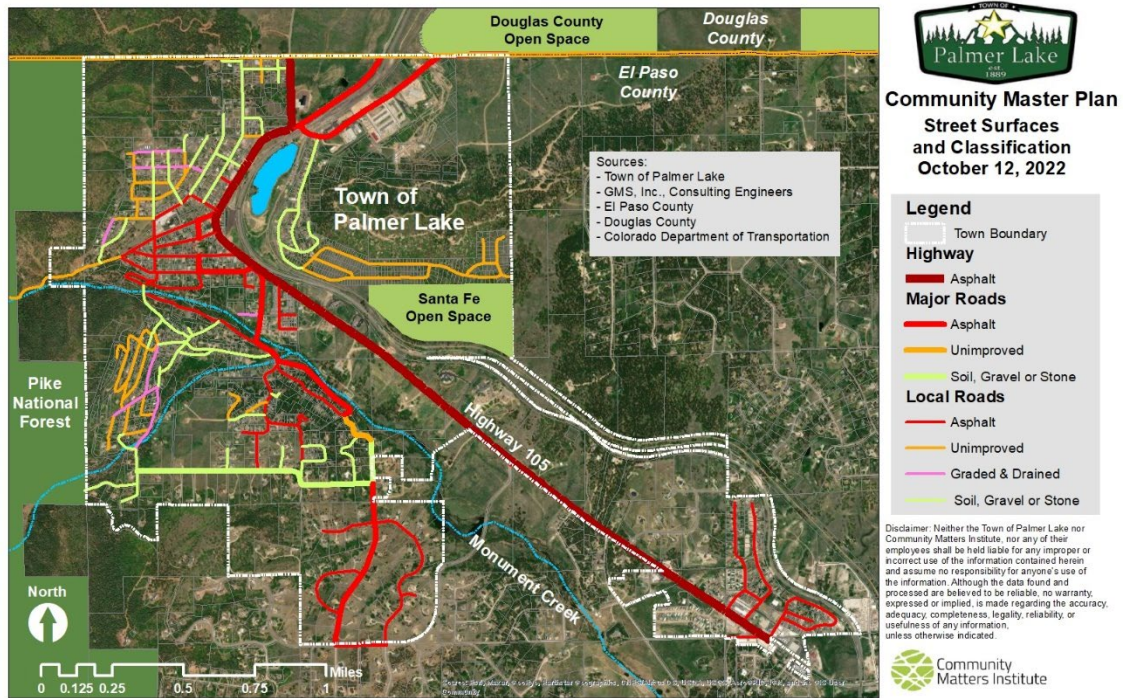 Douglas County
Open Space
Douglas
County
El Paso
County
Sources:
- Town of Palmer Lake
- GMS, Inc., Consulting Engineers
- El Paso County
- Douglas County
- Colorado Department of Transportation
Town of
Palmer Lake
Santa Fe
Open Space
Pike
National
Forest
Highway 105
Monument Creek
North
0 0.125 0.25 0.5 0.75 1
Miles
TOWN OF
Palmer Lake
est.
1889
Community Master Plan
Street Surfaces
and Classification
October 12, 2022
Legend
Town Boundary
Highway
Asphalt
Major Roads
Asphalt
Unimproved
Soil, Gravel or Stone
Local Roads
Asphalt
Unimproved
Graded & Drained
Soil, Gravel or Stone
Disclaimer: Neither the Town of Palmer Lake nor
Community Matters Institute, nor any of their
employees shall be held liable for any improper or
incorrect use of the information contained herein
and assume no responsibility for anyone's use of
the information. Although the data found and
processed are believed to be reliable, no warranty,
expressed or implied, is made regarding the accuracy,
adequacy, completeness, legality, reliability, or
usefulness of any information,
unless otherwise indicated.
Community
Matters Institute